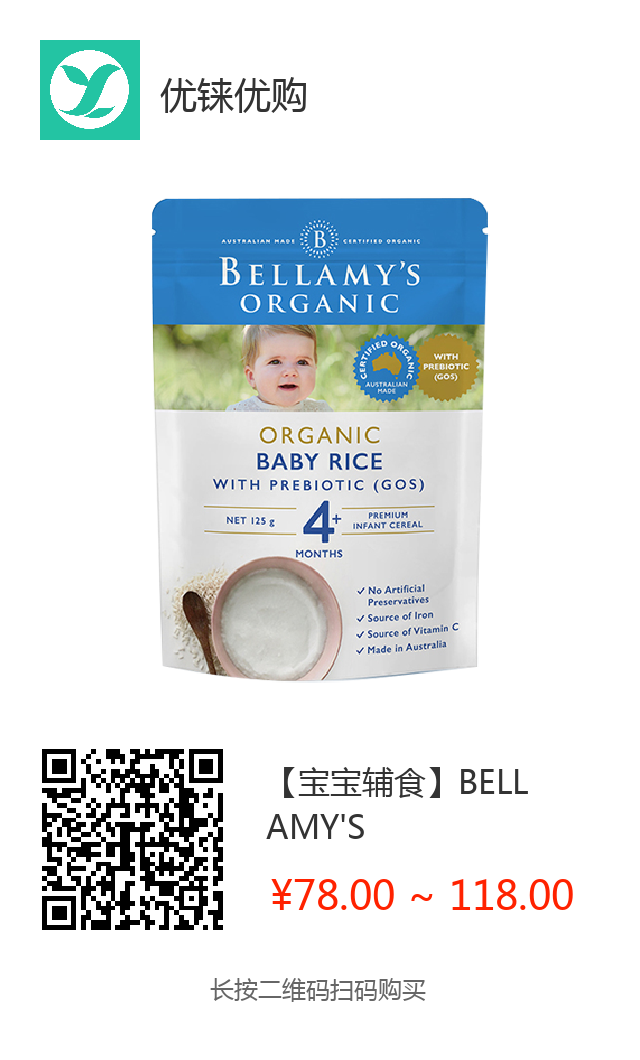 优铼优购
AUSTRALIAN MADE B CERTIFIED ORGANIC
BELLAMY'S
ORGANIC
CERTIFIED ORGANIC
AUSTRALIAN
MADE
WITH
PREBIOTIC
(GOS)
ORGANIC
BABY RICE
WITH PREBIOTIC (GOS)
NET 125 g
4+
MONTHS
PREMIUM
INFANT CEREAL
✓ No Artificial
Preservatives
✓ Source of Iron
✓ Source of Vitamin C
✓ Made in Australia
【宝宝辅食】BELL
AMY'S
¥78.00 ~ 118.00
长按二维码扫码购买